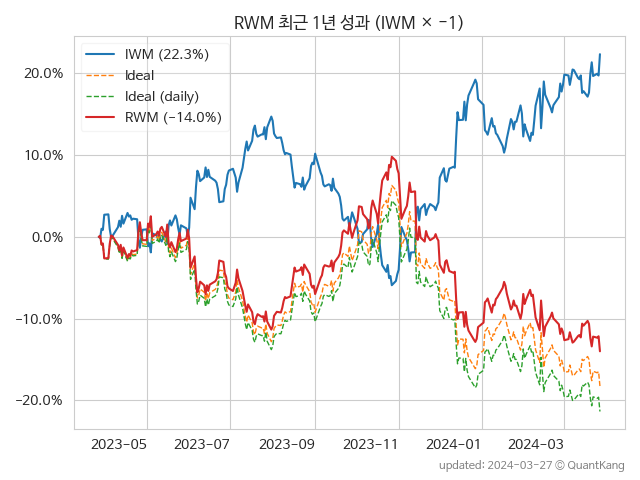 RWM 최근 1년 성과 (IWM × −1)
IWM (22.3%)
Ideal
Ideal (daily)
RWM (−14.0%)
20.0%
10.0%
0.0%
−10.0%
−20.0%
2023-05 2023-07 2023-09 2023-11 2024-01 2024-03
updated: 2024-03-27 © QuantKang